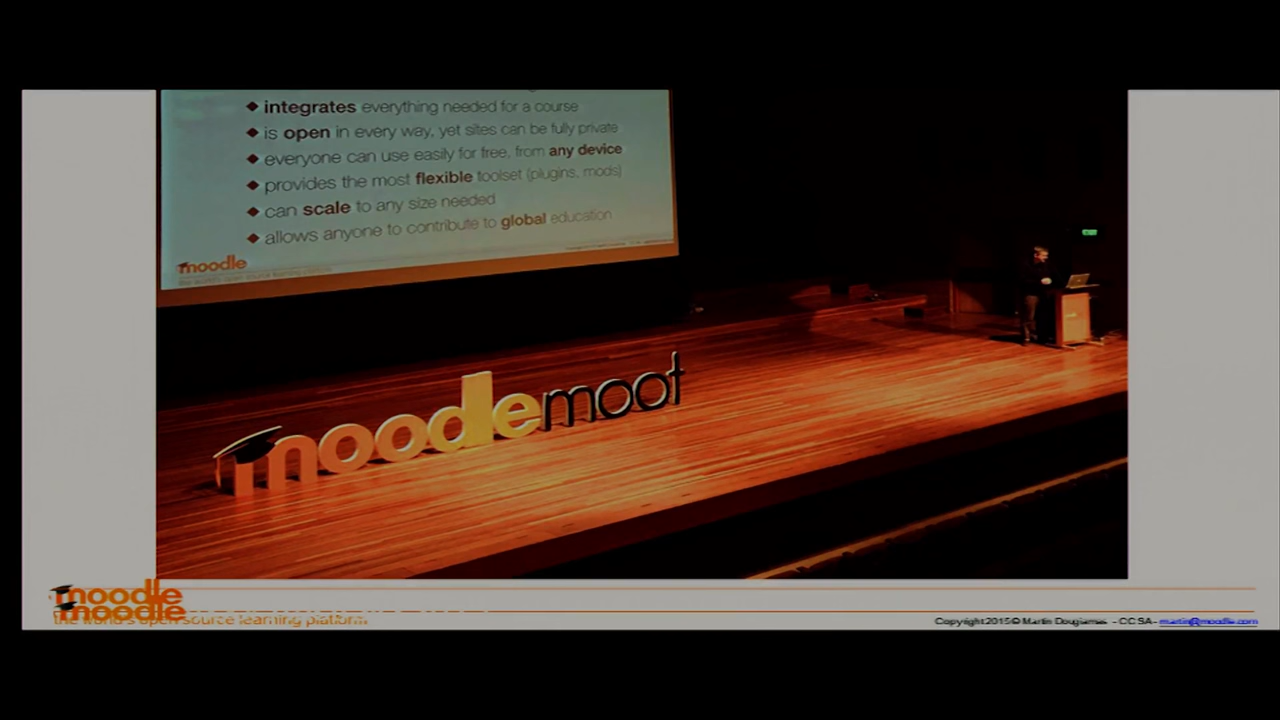 ◆ integrates everything needed for a course
◆ is open in every way, yet sites can be fully private
◆ everyone can use easily for free, from any device
◆ provides the most flexible toolset (plugins, mods)
◆ can scale to any size needed
◆ allows anyone to contribute to global education
moodle
moodlemoot
moodle
moodle
the world's open source learning platform
Copyright 2015 © Martin Dougiamas - CC SA - martin@moodle.com